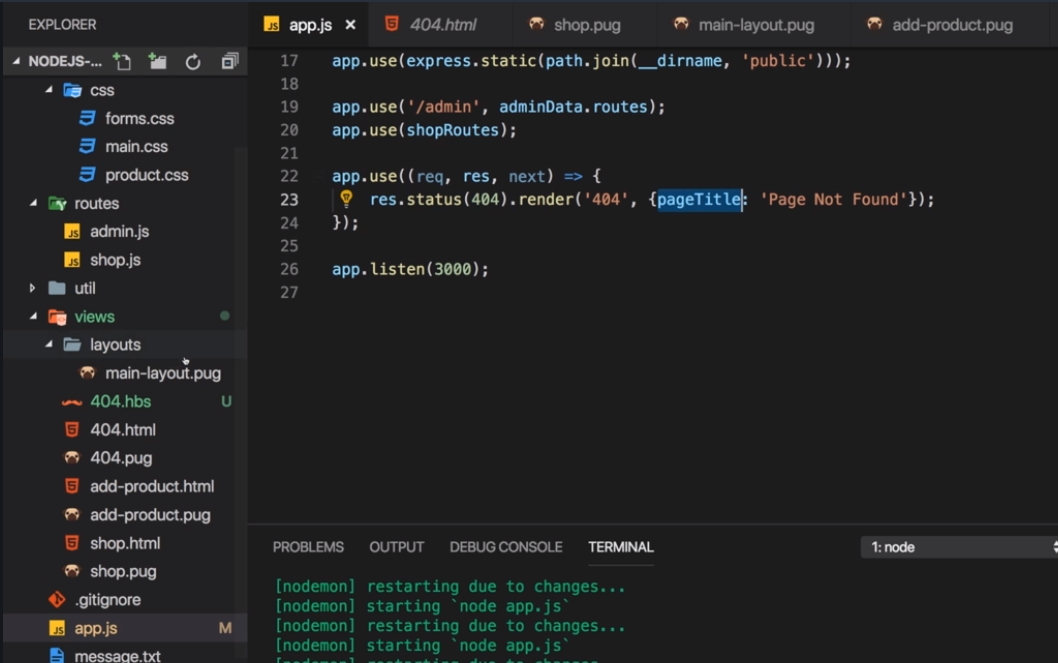 EXPLORER
app.js
404.html
shop.pug
main-layout.pug
add-product.pug
NODEJS-...
css
forms.css
main.css
product.css
routes
admin.js
shop.js
util
views
layouts
main-layout.pug
404.hbs U
404.html
404.pug
add-product.html
add-product.pug
shop.html
shop.pug
.gitignore
JS app.js M
message.txt
17 app.use(express.static(path.join(__dirname, 'public')));
18
19 app.use('/admin', adminData.routes);
20 app.use(shopRoutes);
21
22 app.use((req, res, next) => {
23 res.status(404).render('404', {pageTitle: 'Page Not Found'});
24 });
25
26 app.listen(3000);
27
PROBLEMS OUTPUT DEBUG CONSOLE TERMINAL 1: node
[nodemon] restarting due to changes...
[nodemon] starting `node app.js`
[nodemon] restarting due to changes...
[nodemon] starting `node app.js`
[nodemon] restarting due to changes...